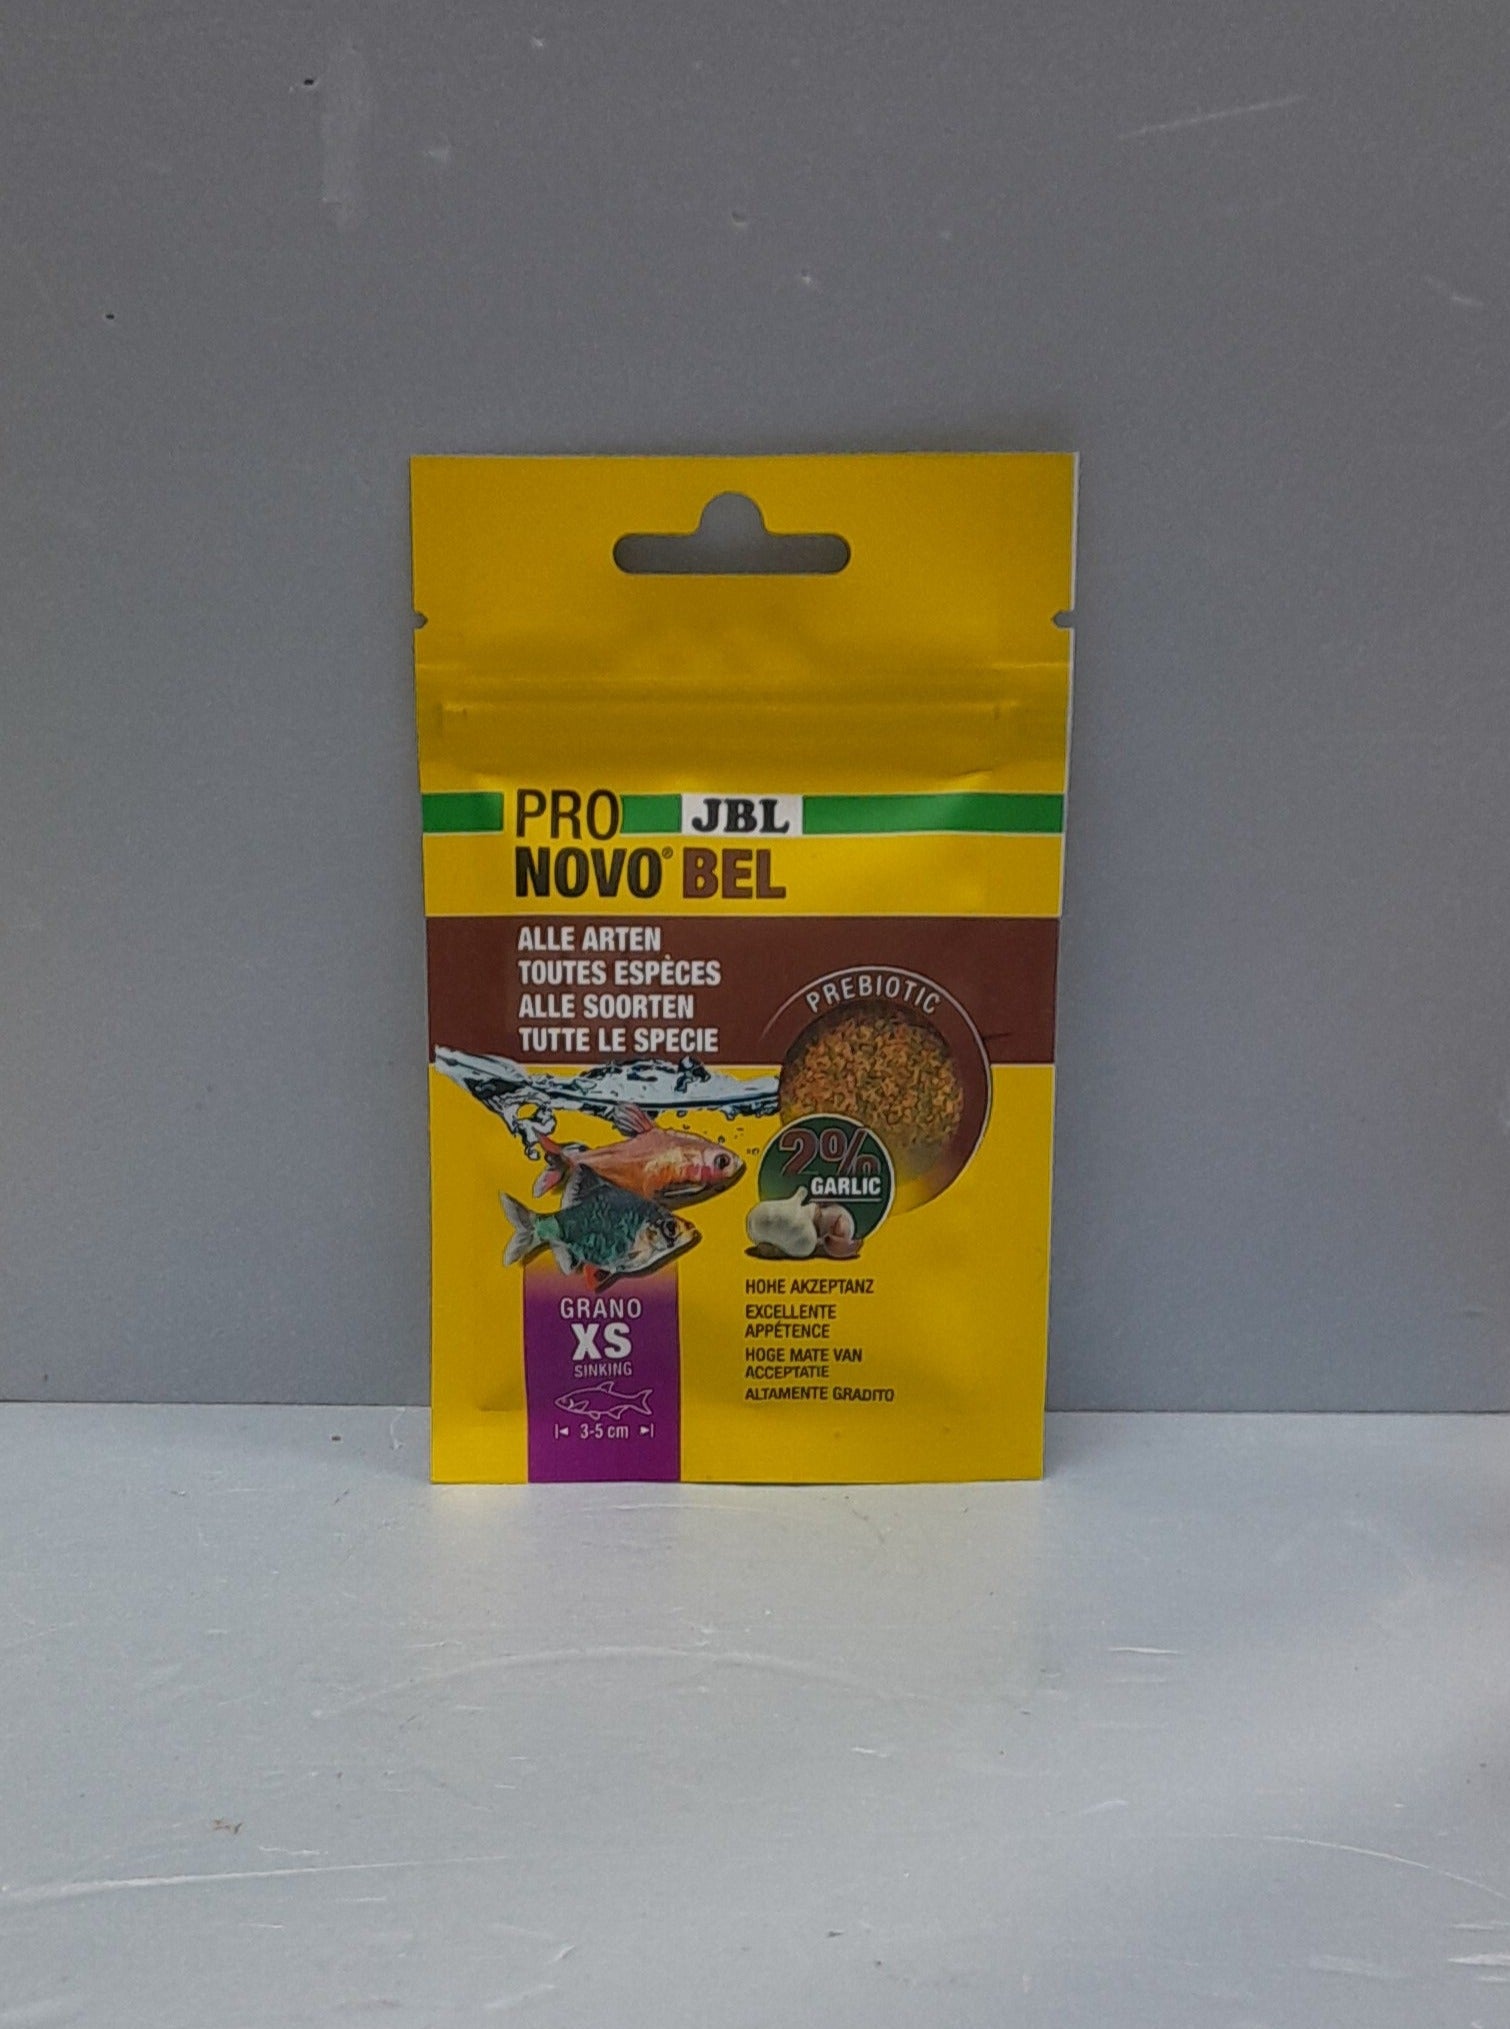 PRO JBL
NOVO® BEL
ALLE ARTEN
TOUTES ESPÈCES
ALLE SOORTEN
TUTTE LE SPECIE
PREBIOTIC
2%
GARLIC
HOHE AKZEPTANZ
EXCELLENTE
APPÉTENCE
HOGE MATE VAN
ACCEPTATIE
ALTAMENTE GRADITO
GRANO
XS
SINKING
3-5 cm